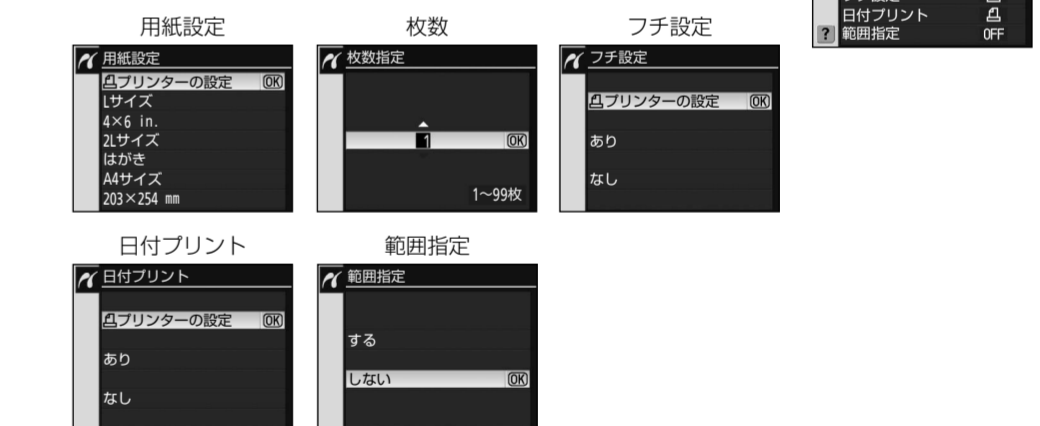 用紙設定
用紙設定
プリンターの設定 OK
Lサイズ
4×6 in.
2Lサイズ
はがき
A4サイズ
203×254 mm
枚数
枚数指定
1 OK
1～99枚
フチ設定
フチ設定
プリンターの設定 OK
あり
なし
日付プリント
? 範囲指定 OFF
日付プリント
日付プリント
プリンターの設定 OK
あり
なし
範囲指定
範囲指定
する
しない OK